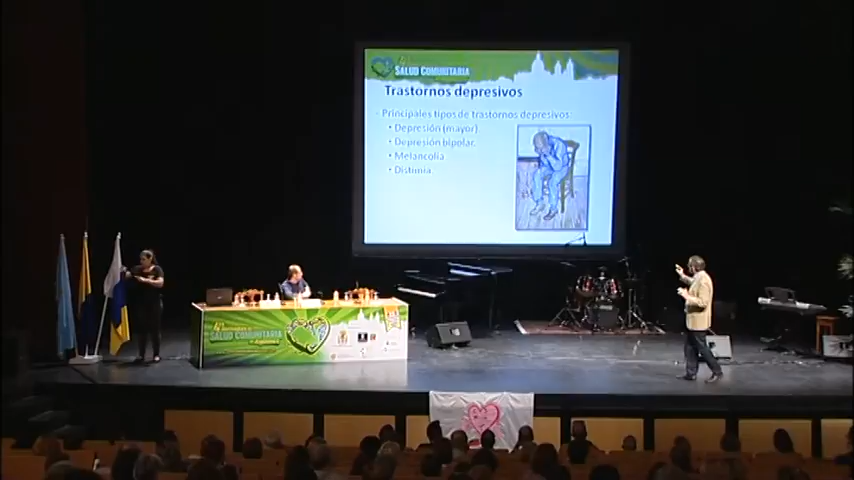 SALUD COMUNITARIA
Trastornos depresivos
- Principales tipos de trastornos depresivos:
• Depresión (mayor).
• Depresión bipolar.
• Melancolía
• Distimia.
SALUD COMUNITARIA